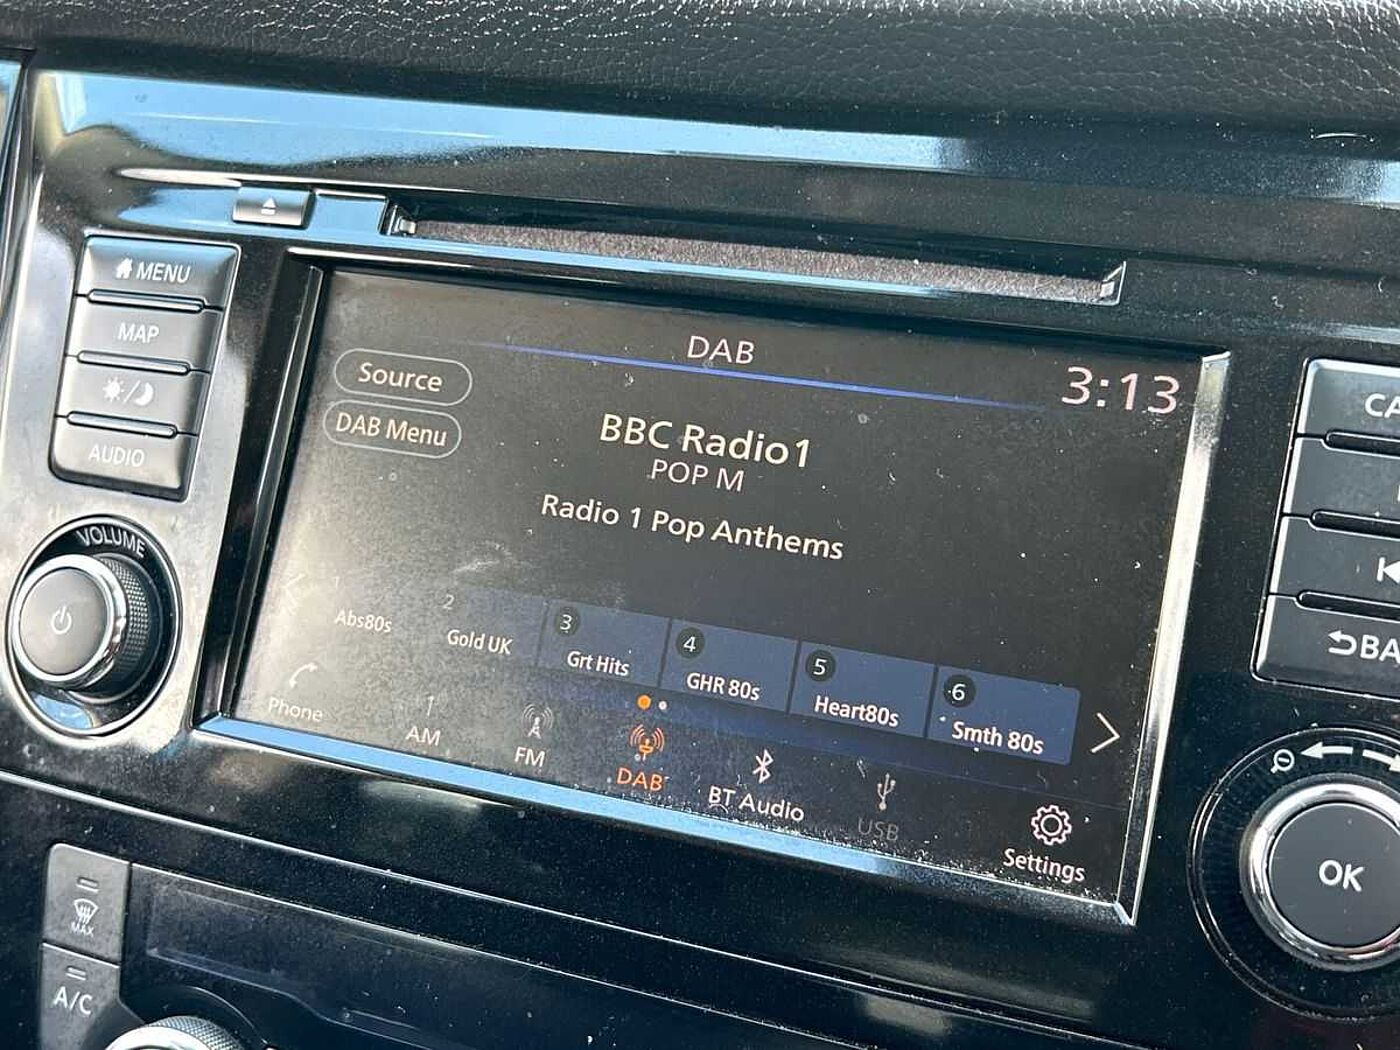 MENU
MAP
AUDIO
VOLUME
DAB
3:13
Source
DAB Menu
BBC Radio1
POP M
Radio 1 Pop Anthems
1
Abs80s
2
Gold UK
3
Grt Hits
4
GHR 80s
5
Heart80s
6
Smth 80s
Phone
AM
FM
DAB
BT Audio
USB
Settings
CA
BA
OK
MAX
A/C